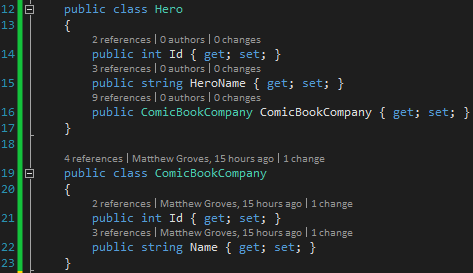 12 public class Hero
13 {
2 references | 0 authors | 0 changes
14 public int Id { get; set; }
3 references | 0 authors | 0 changes
15 public string HeroName { get; set; }
9 references | 0 authors | 0 changes
16 public ComicBookCompany ComicBookCompany { get; set; }
17 }
18
4 references | Matthew Groves, 15 hours ago | 1 change
19 public class ComicBookCompany
20 {
2 references | Matthew Groves, 15 hours ago | 1 change
21 public int Id { get; set; }
3 references | Matthew Groves, 15 hours ago | 1 change
22 public string Name { get; set; }
23 }